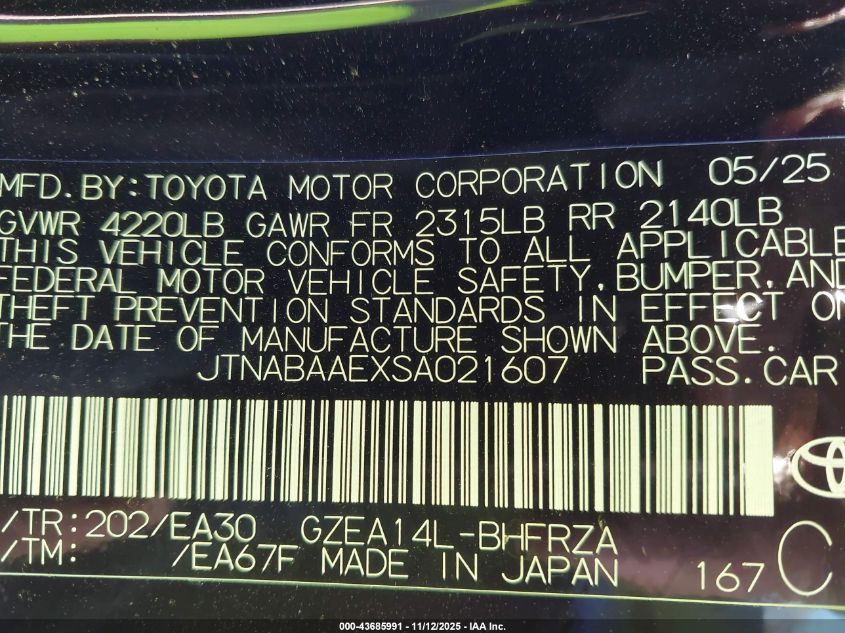 MFD. BY: TOYOTA MOTOR CORPORATION 05/25
GVWR 4220LB GAWR FR 2315LB RR 2140LB
THIS VEHICLE CONFORMS TO ALL APPLICABLE
FEDERAL MOTOR VEHICLE SAFETY, BUMPER, AND
THEFT PREVENTION STANDARDS IN EFFECT ON
THE DATE OF MANUFACTURE SHOWN ABOVE.
JTNABAAEXSA021607 PASS. CAR
/TR: 202/EA30 GZEA14L-BHFRZA
/TM: /EA67F MADE IN JAPAN 167 C
000-43685991 - 11/12/2025 - IAA Inc.